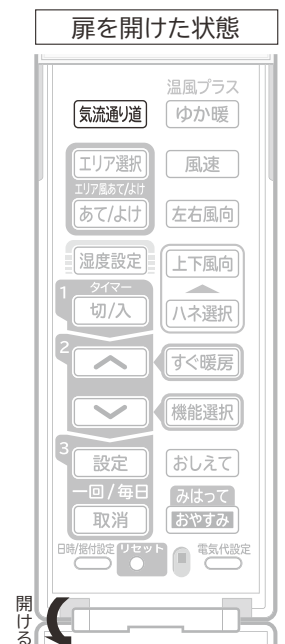 扉を開けた状態
温風プラス
気流通り道 ゆか暖
エリア選択 風速
エリア風あて/よけ
あて/よけ 左右風向
湿度設定 上下風向
1 タイマー
切/入 ハネ選択
2 すぐ暖房
機能選択
3 設定 おしえて
一回/毎日 みはって
取消 おやすみ
日時/据付設定 リセット 電気代設定
開ける